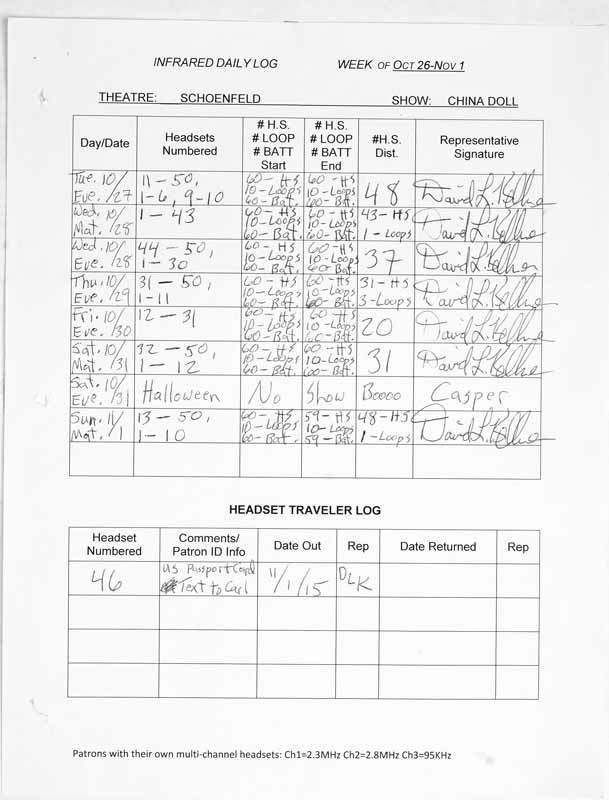 INFRARED DAILY LOG WEEK OF OCT 26-NOV 1
THEATRE: SCHOENFELD SHOW: CHINA DOLL
Day/Date Headsets Numbered # H.S. # LOOP # BATT Start # H.S. # LOOP # BATT End #H.S. Dist. Representative Signature
Tue. 10/ 11-50, 60-HS 60-HS 48 David L.
Eve. /27 1-6, 9-10 10-Loops 10-Loops
60-Bat. 60-Bat.
Wed. 10/ 1-43 60-HS 60-HS 43-HS David L.
Mat. /28 10-Loops 10-Loops 1-Loops
60-Bat. 60-Bat.
Wed. 10/ 44-50, 60-HS 60-HS 37 David L.
Eve. /28 1-30 10-Loops 10-Loops
60-Bat. 60-Bat.
Thu. 10/ 31-50, 60-HS 60-HS 31-HS David L.
Eve. /29 1-11 10-Loops 10-Loops 3-Loops
60-Bat. 60-Bat.
Fri. 10/ 12-31 60-HS 60-HS 20 David L.
Eve. /30 10-Loops 10-Loops
60-Bat. 60-Bat.
Sat. 10/ 32-50, 60-HS 60-HS 31 David L.
Mat. /31 1-12 10-Loops 10-Loops
60-Bat. 60-Bat.
Sat. 10/ Halloween No Show Boooo Casper
Eve. /31
Sun. 11/ 13-50, 60-HS 59-HS 48-HS David L.
Mat. /1 1-10 10-Loops 10-Loops 1-Loops
60-Bat. 59-Bat.
HEADSET TRAVELER LOG
Headset Numbered Comments/ Patron ID Info Date Out Rep Date Returned Rep
46 US Passport Card 11/1/15 DLK
Text to Carl
Patrons with their own multi-channel headsets: Ch1=2.3MHz Ch2=2.8MHz Ch3=95KHz